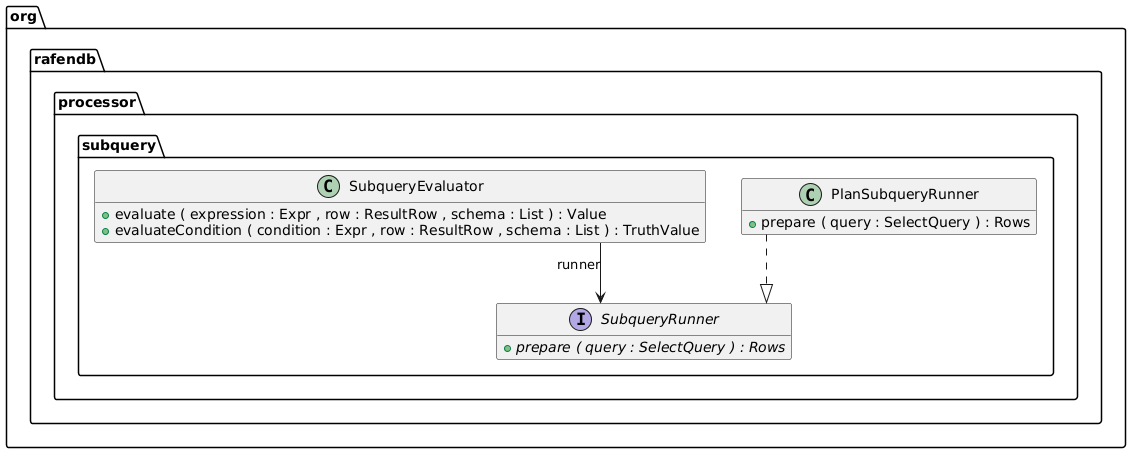 org
rafendb
processor
subquery
C SubqueryEvaluator
evaluate ( expression : Expr , row : ResultRow , schema : List ) : Value
evaluateCondition ( condition : Expr , row : ResultRow , schema : List ) : TruthValue
C PlanSubqueryRunner
prepare ( query : SelectQuery ) : Rows
runner
I SubqueryRunner
prepare ( query : SelectQuery ) : Rows